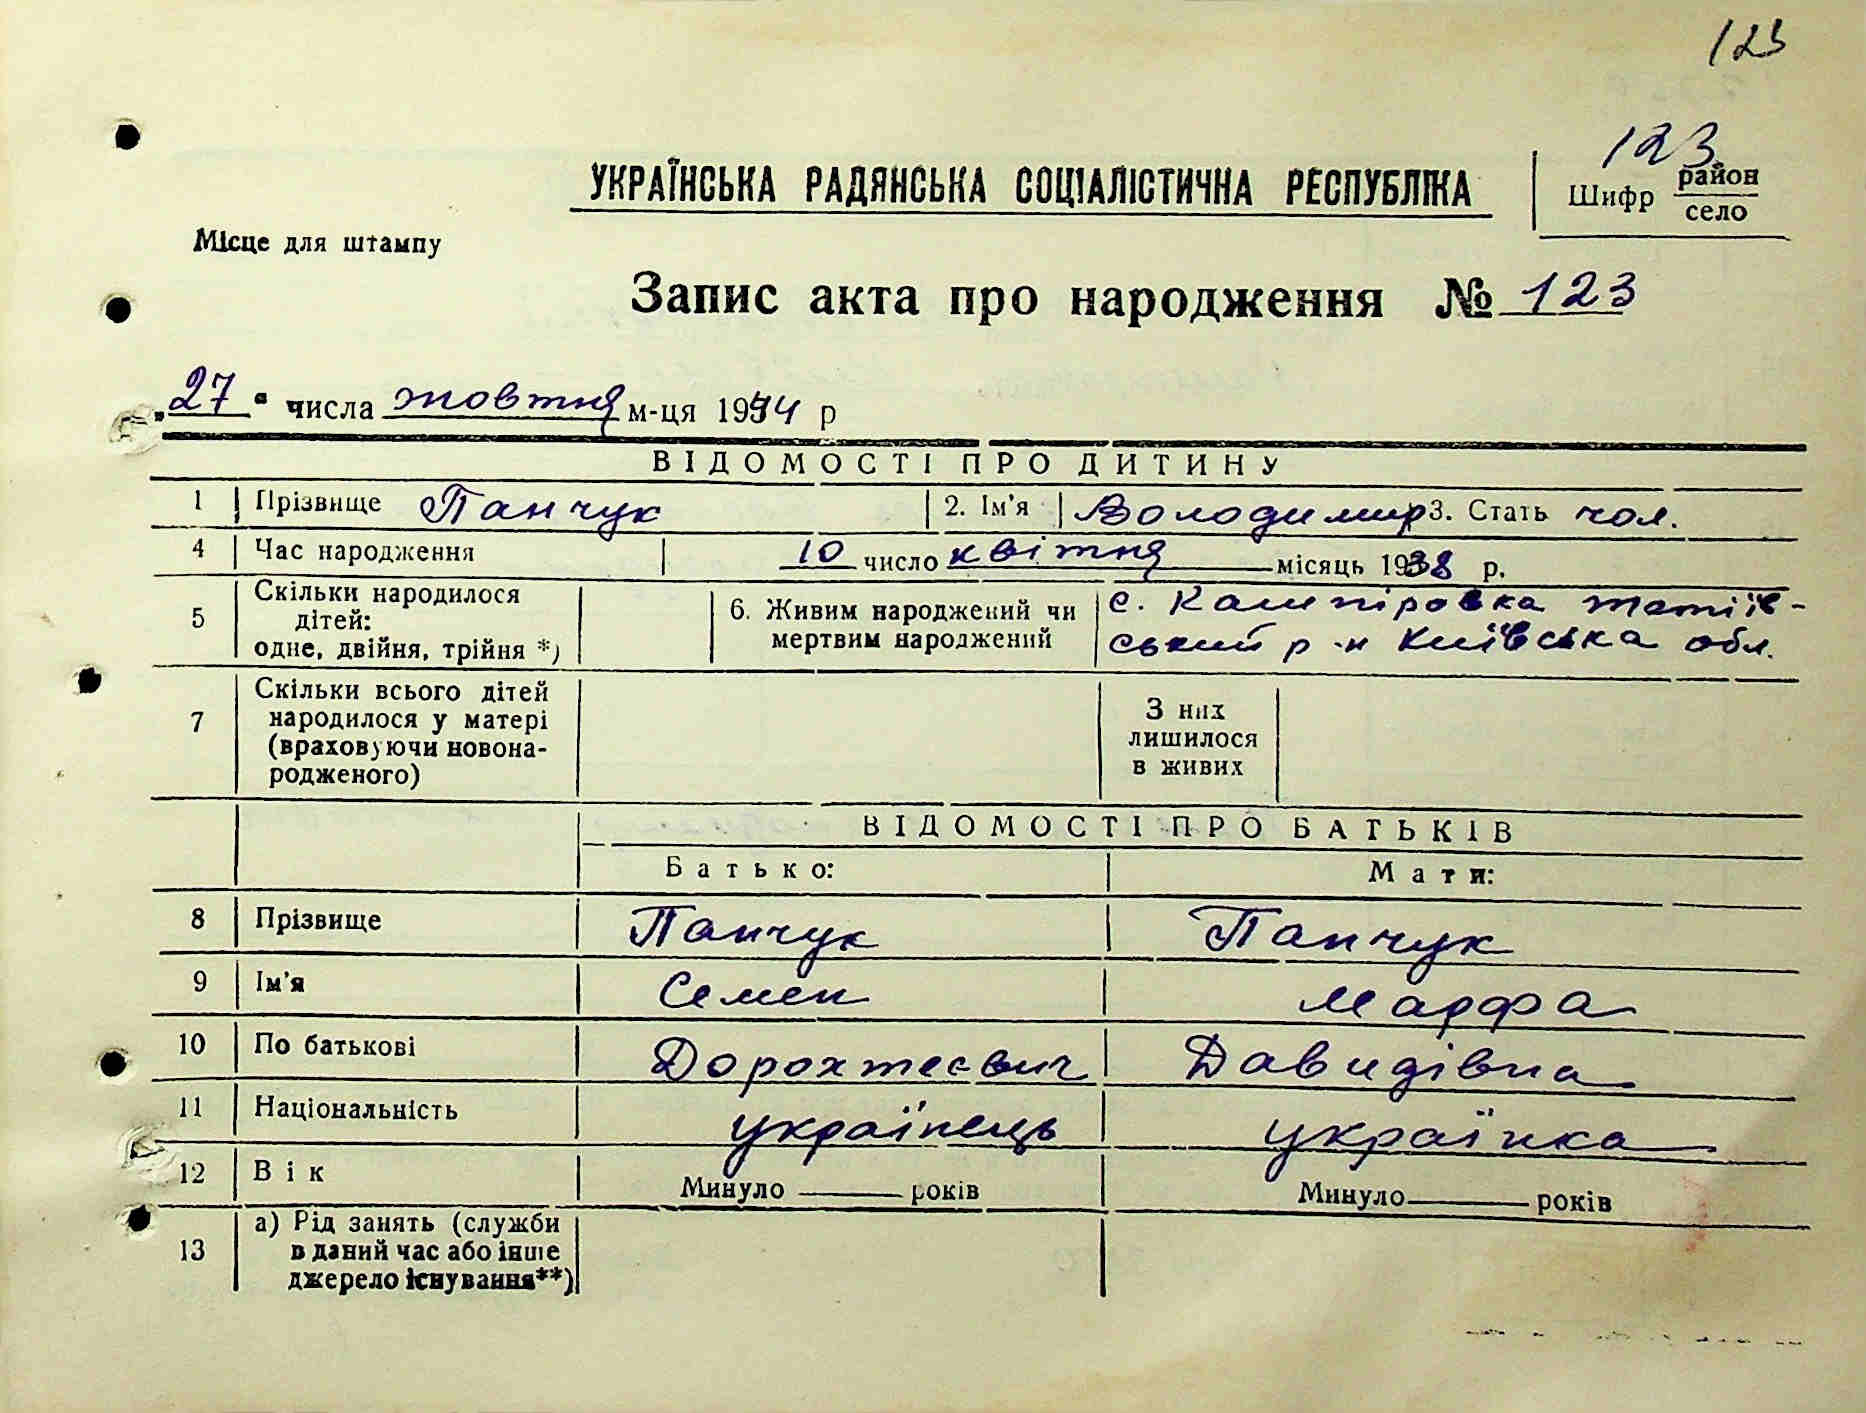 123
123
УКРАЇНСЬКА РАДЯНСЬКА СОЦІАЛІСТИЧНА РЕСПУБЛІКА
Шифр район
село
Місце для штампу
Запис акта про народження № 123
„27“ числа жовтня м-ця 1944 р
ВІДОМОСТІ ПРО ДИТИНУ
1 Прізвище Панчук 2. Ім'я Володимир 3. Стать чол.
4 Час народження 10 число квітня місяць 1938 р.
5 Скільки народилося дітей: одне, двійня, трійня *) 6. Живим народжений чи мертвим народжений с. Кашпіровка тетіївський р-н Київська обл.
7 Скільки всього дітей народилося у матері (враховуючи новонародженого) З них лишилося в живих
ВІДОМОСТІ ПРО БАТЬКІВ
Батько: Мати:
8 Прізвище Панчук Панчук
9 Ім'я Семен Марфа
10 По батькові Давидівна
11 Національність українець українка
12 Вік Минуло ——— років Минуло ——— років
13 а) Рід занять (служби
в даний час або інше
джерело існування**)